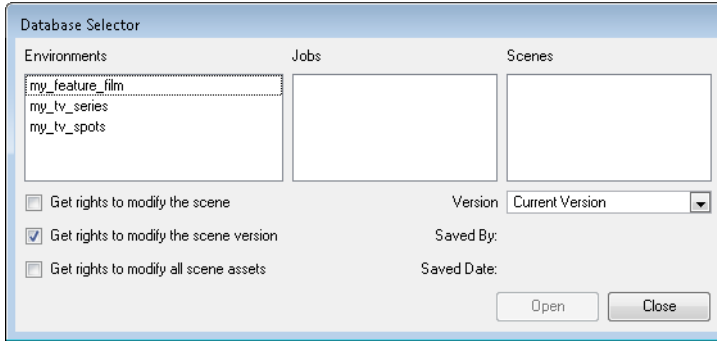 Database Selector
Environments Jobs Scenes
my_feature_film
my_tv_series
my_tv_spots
Get rights to modify the scene Version Current Version
Get rights to modify the scene version Saved By:
Get rights to modify all scene assets Saved Date:
Open Close